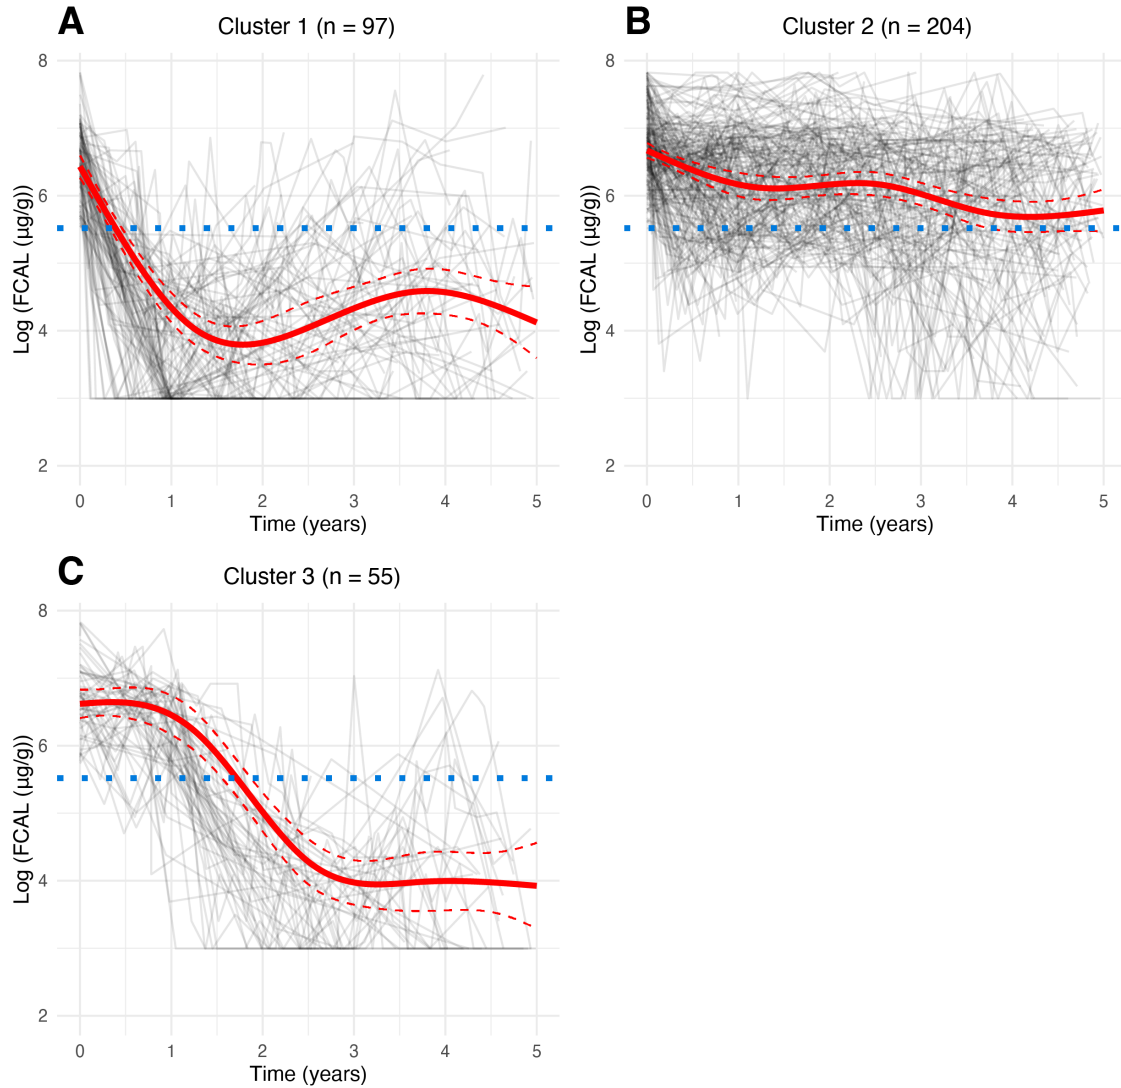 A
Cluster 1 (n = 97)
8
6
4
2
Log (FCAL (μg/g))
0 1 2 3 4 5
Time (years)
B
Cluster 2 (n = 204)
8
6
4
2
Log (FCAL (μg/g))
0 1 2 3 4 5
Time (years)
C
Cluster 3 (n = 55)
8
6
4
2
Log (FCAL (μg/g))
0 1 2 3 4 5
Time (years)